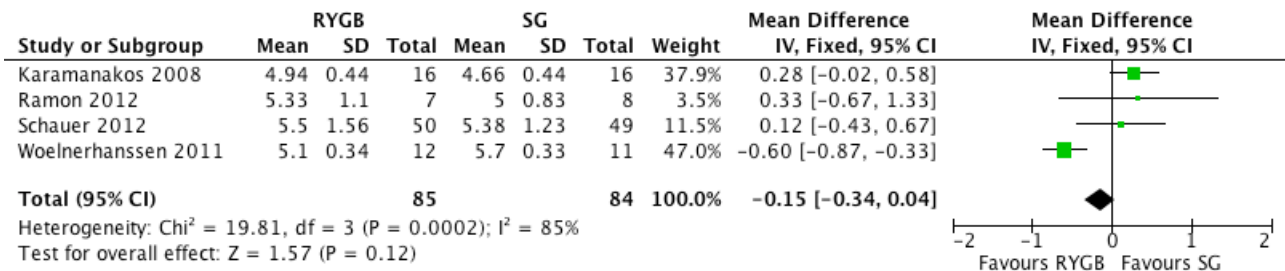 RYGB SG Mean Difference Mean Difference
Study or Subgroup Mean SD Total Mean SD Total Weight IV, Fixed, 95% CI IV, Fixed, 95% CI
Karamanakos 2008 4.94 0.44 16 4.66 0.44 16 37.9% 0.28 [-0.02, 0.58]
Ramon 2012 5.33 1.1 7 5 0.83 8 3.5% 0.33 [-0.67, 1.33]
Schauer 2012 5.5 1.56 50 5.38 1.23 49 11.5% 0.12 [-0.43, 0.67]
Woelnerhanssen 2011 5.1 0.34 12 5.7 0.33 11 47.0% -0.60 [-0.87, -0.33]
Total (95% CI) 85 84 100.0% -0.15 [-0.34, 0.04]
Heterogeneity: Chi² = 19.81, df = 3 (P = 0.0002); I² = 85%
Test for overall effect: Z = 1.57 (P = 0.12)
-2 -1 0 1 2
Favours RYGB Favours SG